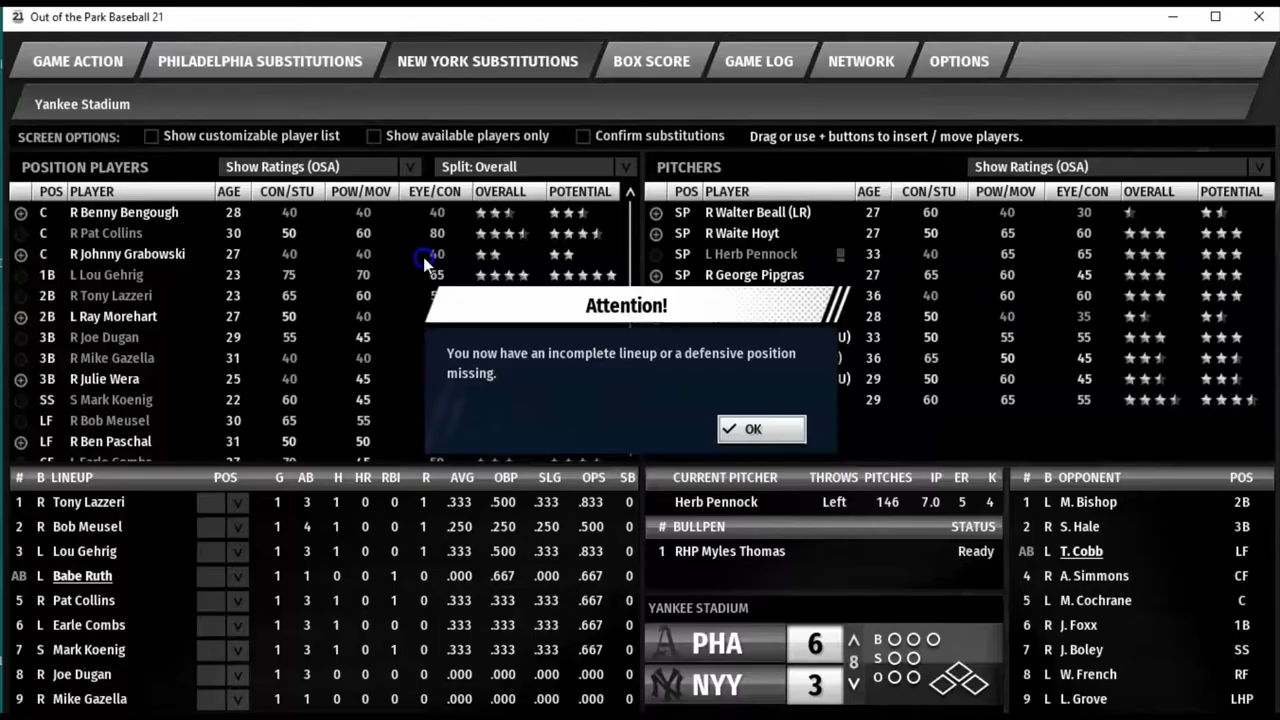 21 Out of the Park Baseball 21
GAME ACTION PHILADELPHIA SUBSTITUTIONS NEW YORK SUBSTITUTIONS BOX SCORE GAME LOG NETWORK OPTIONS
Yankee Stadium
SCREEN OPTIONS: Show customizable player list Show available players only Confirm substitutions Drag or use + buttons to insert / move players.
POSITION PLAYERS Show Ratings (OSA) Split: Overall
POS PLAYER AGE CON/STU POW/MOV EYE/CON OVERALL POTENTIAL
C R Benny Bengough 28 40 40 40
C R Pat Collins 30 50 60 80
C R Johnny Grabowski 27 40 40 40
1B L Lou Gehrig 23 75 70 65
2B R Tony Lazzeri 23 65 60
2B L Ray Morehart 27 50 40
3B R Joe Dugan 29 55 45
3B R Mike Gazella 31 40 40
3B R Julie Wera 25 40 45
SS S Mark Koenig 22 60 45
LF R Bob Meusel 30 65 55
LF R Ben Paschal 31 50 50
PITCHERS Show Ratings (OSA)
POS PLAYER AGE CON/STU POW/MOV EYE/CON OVERALL POTENTIAL
SP R Walter Beall (LR) 27 60 40 30
SP R Waite Hoyt 27 50 60 60
SP L Herb Pennock 33 40 65 65
SP R George Pipgras 27 65 60 45
36 40 60 60
28 50 40 35
U) 33 50 55 55
) 36 65 50 45
U) 29 50 60 45
29 60 65 55
Attention!
You now have an incomplete lineup or a defensive position
missing.
OK
# B LINEUP POS G AB H HR RBI R AVG OBP SLG OPS SB
1 R Tony Lazzeri 1 3 1 0 0 1 .333 .500 .333 .833 0
2 R Bob Meusel 1 4 1 0 0 0 .250 .250 .250 .500 0
3 L Lou Gehrig 1 3 1 0 0 1 .333 .500 .333 .833 0
AB L Babe Ruth 1 1 0 0 1 0 .000 .667 .000 .667 0
5 R Pat Collins 1 3 1 0 1 0 .333 .333 .333 .667 0
6 L Earle Combs 1 3 1 0 0 0 .333 .333 .333 .667 0
7 S Mark Koenig 1 3 1 0 0 0 .333 .333 .333 .667 0
8 R Joe Dugan 1 3 1 0 0 0 .333 .333 .333 .667 0
9 R Mike Gazella 1 1 0 0 0 0 .000 .000 .000 .000 0
CURRENT PITCHER THROWS PITCHES IP ER K
Herb Pennock Left 146 7.0 5 4
# BULLPEN STATUS
1 RHP Myles Thomas Ready
YANKEE STADIUM
PHA 6
8
NYY 3
B
S
O
# B OPPONENT POS
1 L M. Bishop 2B
2 R S. Hale 3B
AB L T. Cobb LF
4 R A. Simmons CF
5 L M. Cochrane C
6 R J. Foxx 1B
7 R J. Boley SS
8 L W. French RF
9 L L. Grove LHP